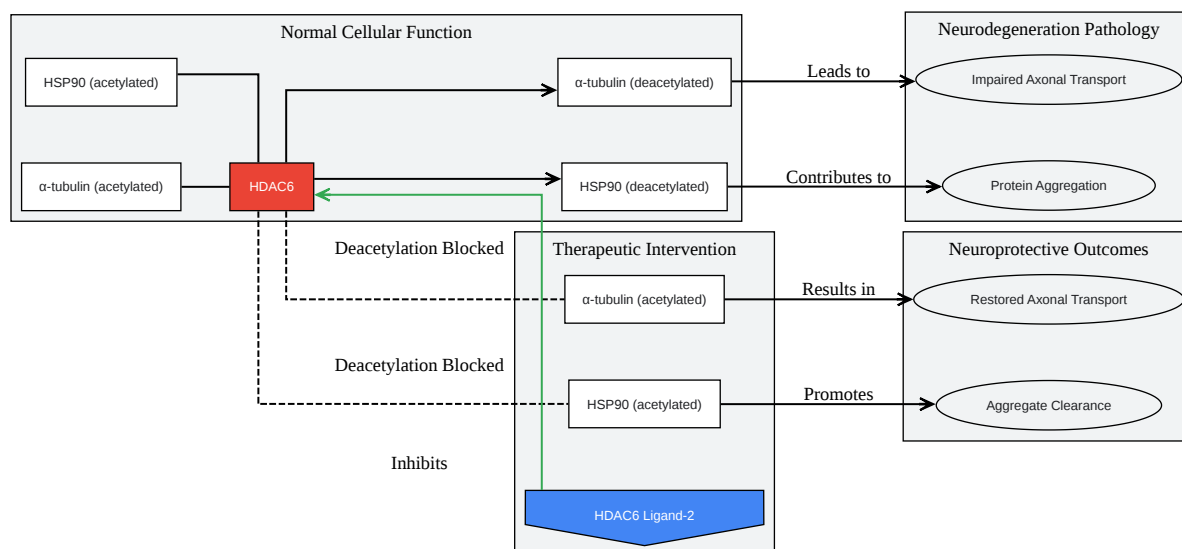 Normal Cellular Function
HSP90 (acetylated)
α-tubulin (deacetylated)
α-tubulin (acetylated)
HDAC6
HSP90 (deacetylated)
Leads to
Contributes to
Neurodegeneration Pathology
Impaired Axonal Transport
Protein Aggregation
Deacetylation Blocked
Deacetylation Blocked
Inhibits
Therapeutic Intervention
α-tubulin (acetylated)
HSP90 (acetylated)
HDAC6 Ligand-2
Results in
Promotes
Neuroprotective Outcomes
Restored Axonal Transport
Aggregate Clearance